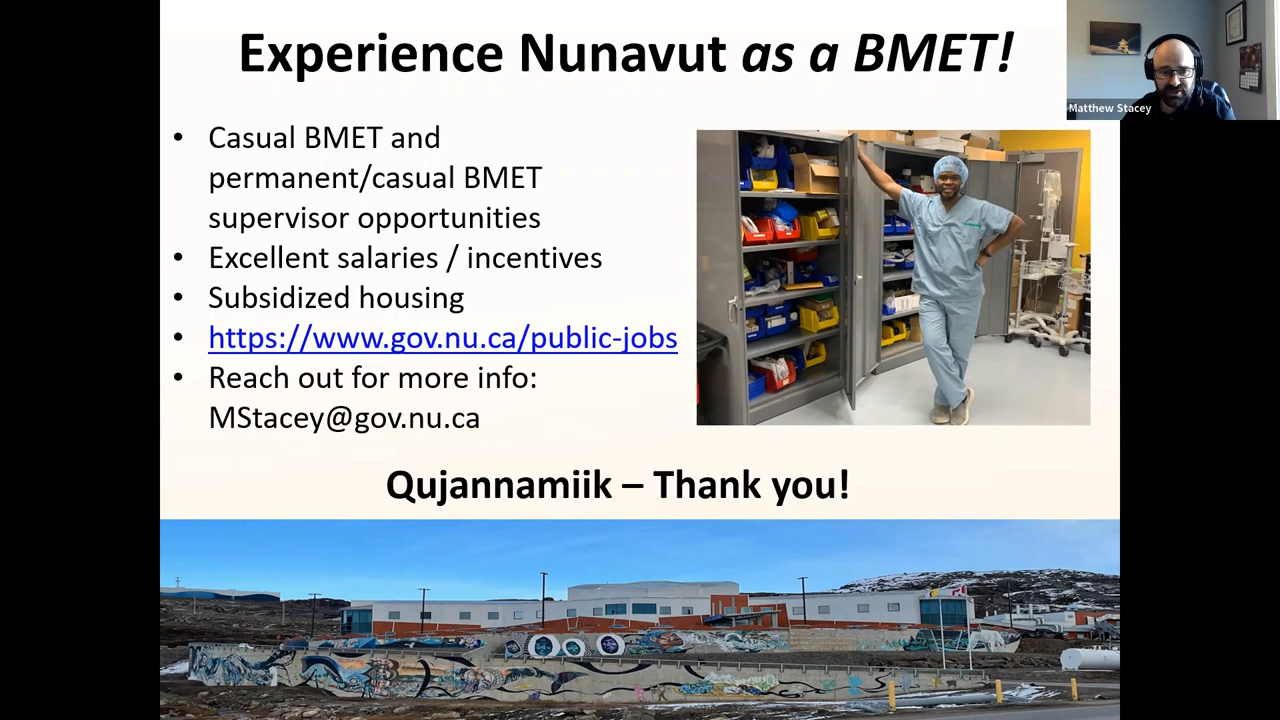 Experience Nunavut as a BMET!
Matthew Stacey
• Casual BMET and
permanent/casual BMET
supervisor opportunities
• Excellent salaries / incentives
• Subsidized housing
• https://www.gov.nu.ca/public-jobs
• Reach out for more info:
MStacey@gov.nu.ca
Qujannamiik – Thank you!